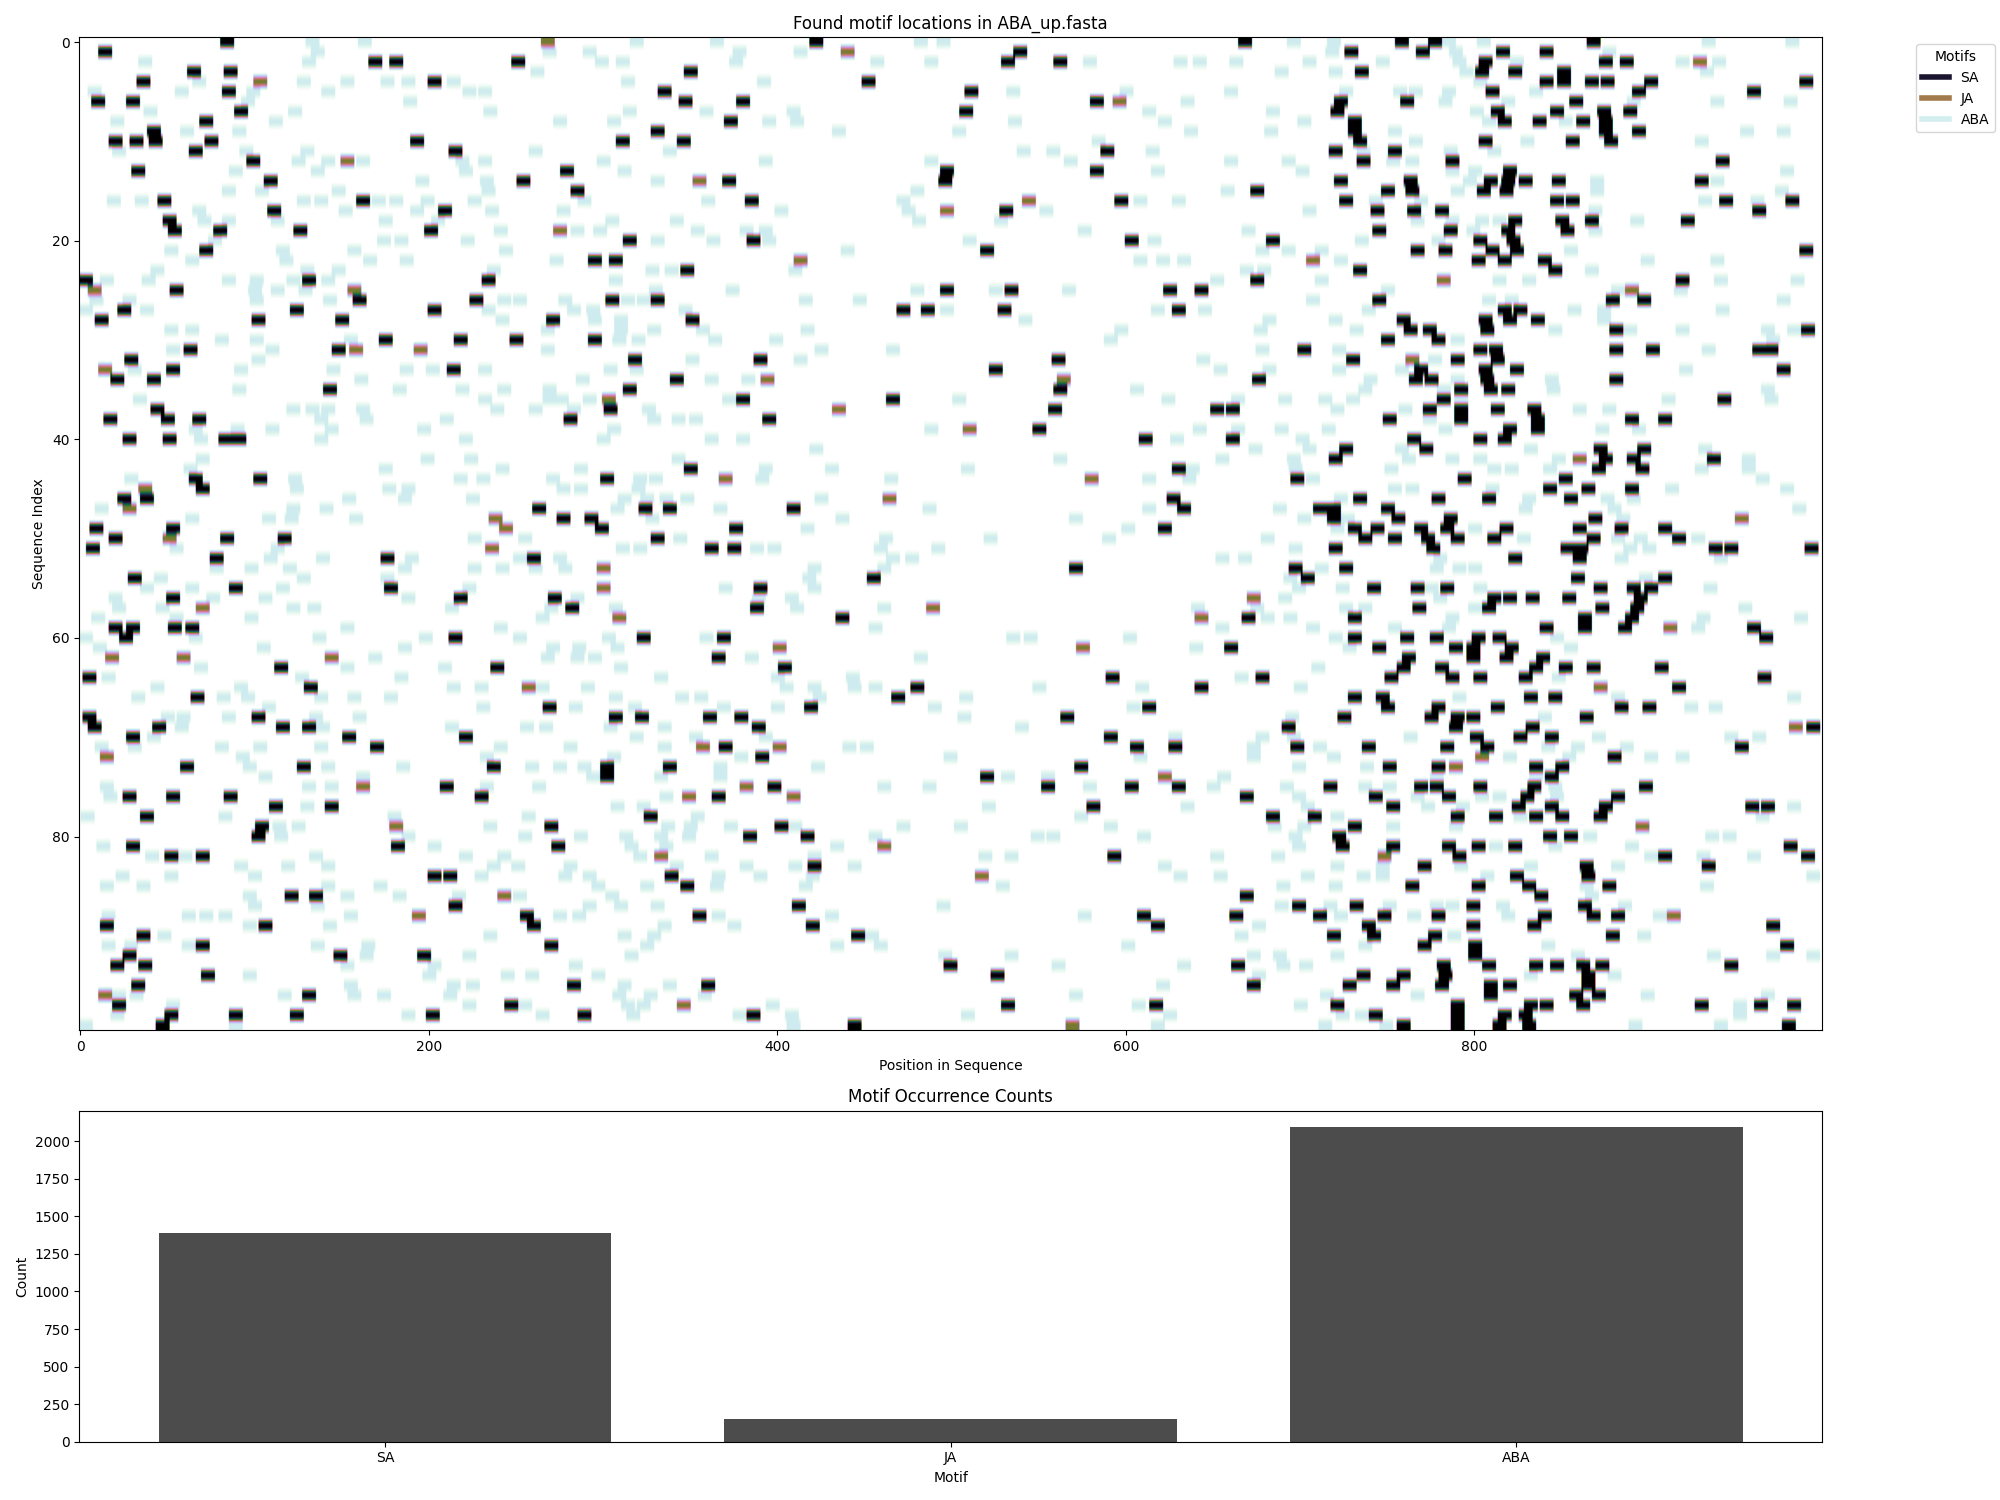 Found motif locations in ABA_up.fasta
Motifs
SA
JA
ABA
Sequence Index
0
20
40
60
80
0 200 400 600 800
Position in Sequence
Motif Occurrence Counts
Count
2000
1750
1500
1250
1000
750
500
250
0
SA JA ABA
Motif